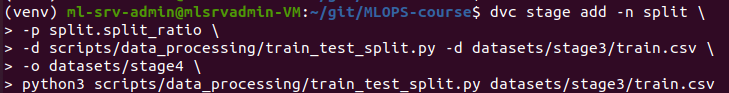 (venv) ml-srv-admin@mlsrvadmin-VM:~/git/MLOPS-course$ dvc stage add -n split \
> -p split.split_ratio \
> -d scripts/data_processing/train_test_split.py -d datasets/stage3/train.csv \
> -o datasets/stage4 \
> python3 scripts/data_processing/train_test_split.py datasets/stage3/train.csv